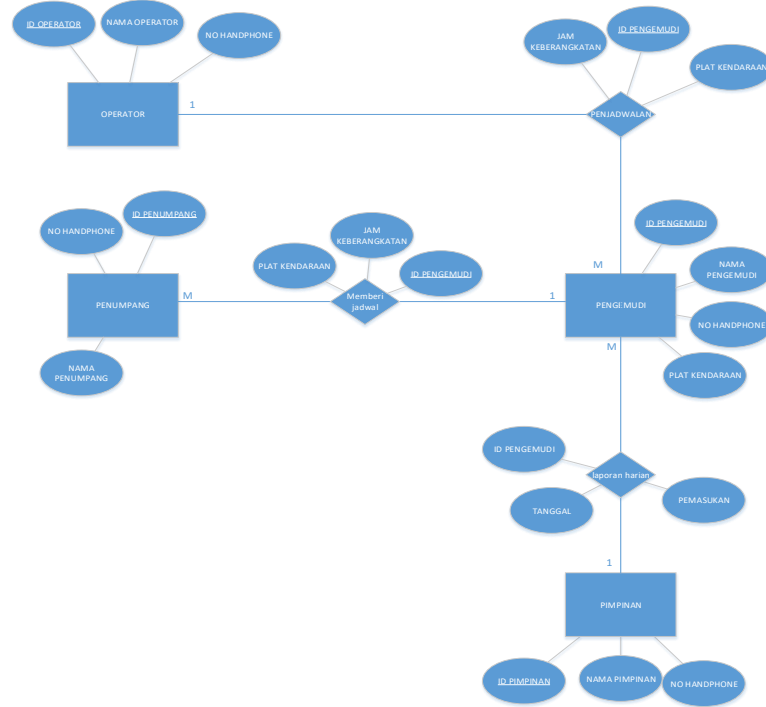 ID OPERATOR
NAMA OPERATOR
NO HANDPHONE
OPERATOR
1
JAM
KEBERANGKATAN
ID PENGEMUDI
PLAT KENDARAAN
PENJADWALAN
NO HANDPHONE
ID PENUMPANG
PENUMPANG
M
NAMA
PENUMPANG
PLAT KENDARAAN
JAM
KEBERANGKATAN
ID PENGEMUDI
Memberi
jadwal
1
M
PENGEMUDI
M
ID PENGEMUDI
NAMA
PENGEMUDI
NO HANDPHONE
PLAT KENDARAAN
ID PENGEMUDI
TANGGAL
laporan harian
PEMASUKAN
1
PIMPINAN
ID PIMPINAN
NAMA PIMPINAN
NO HANDPHONE